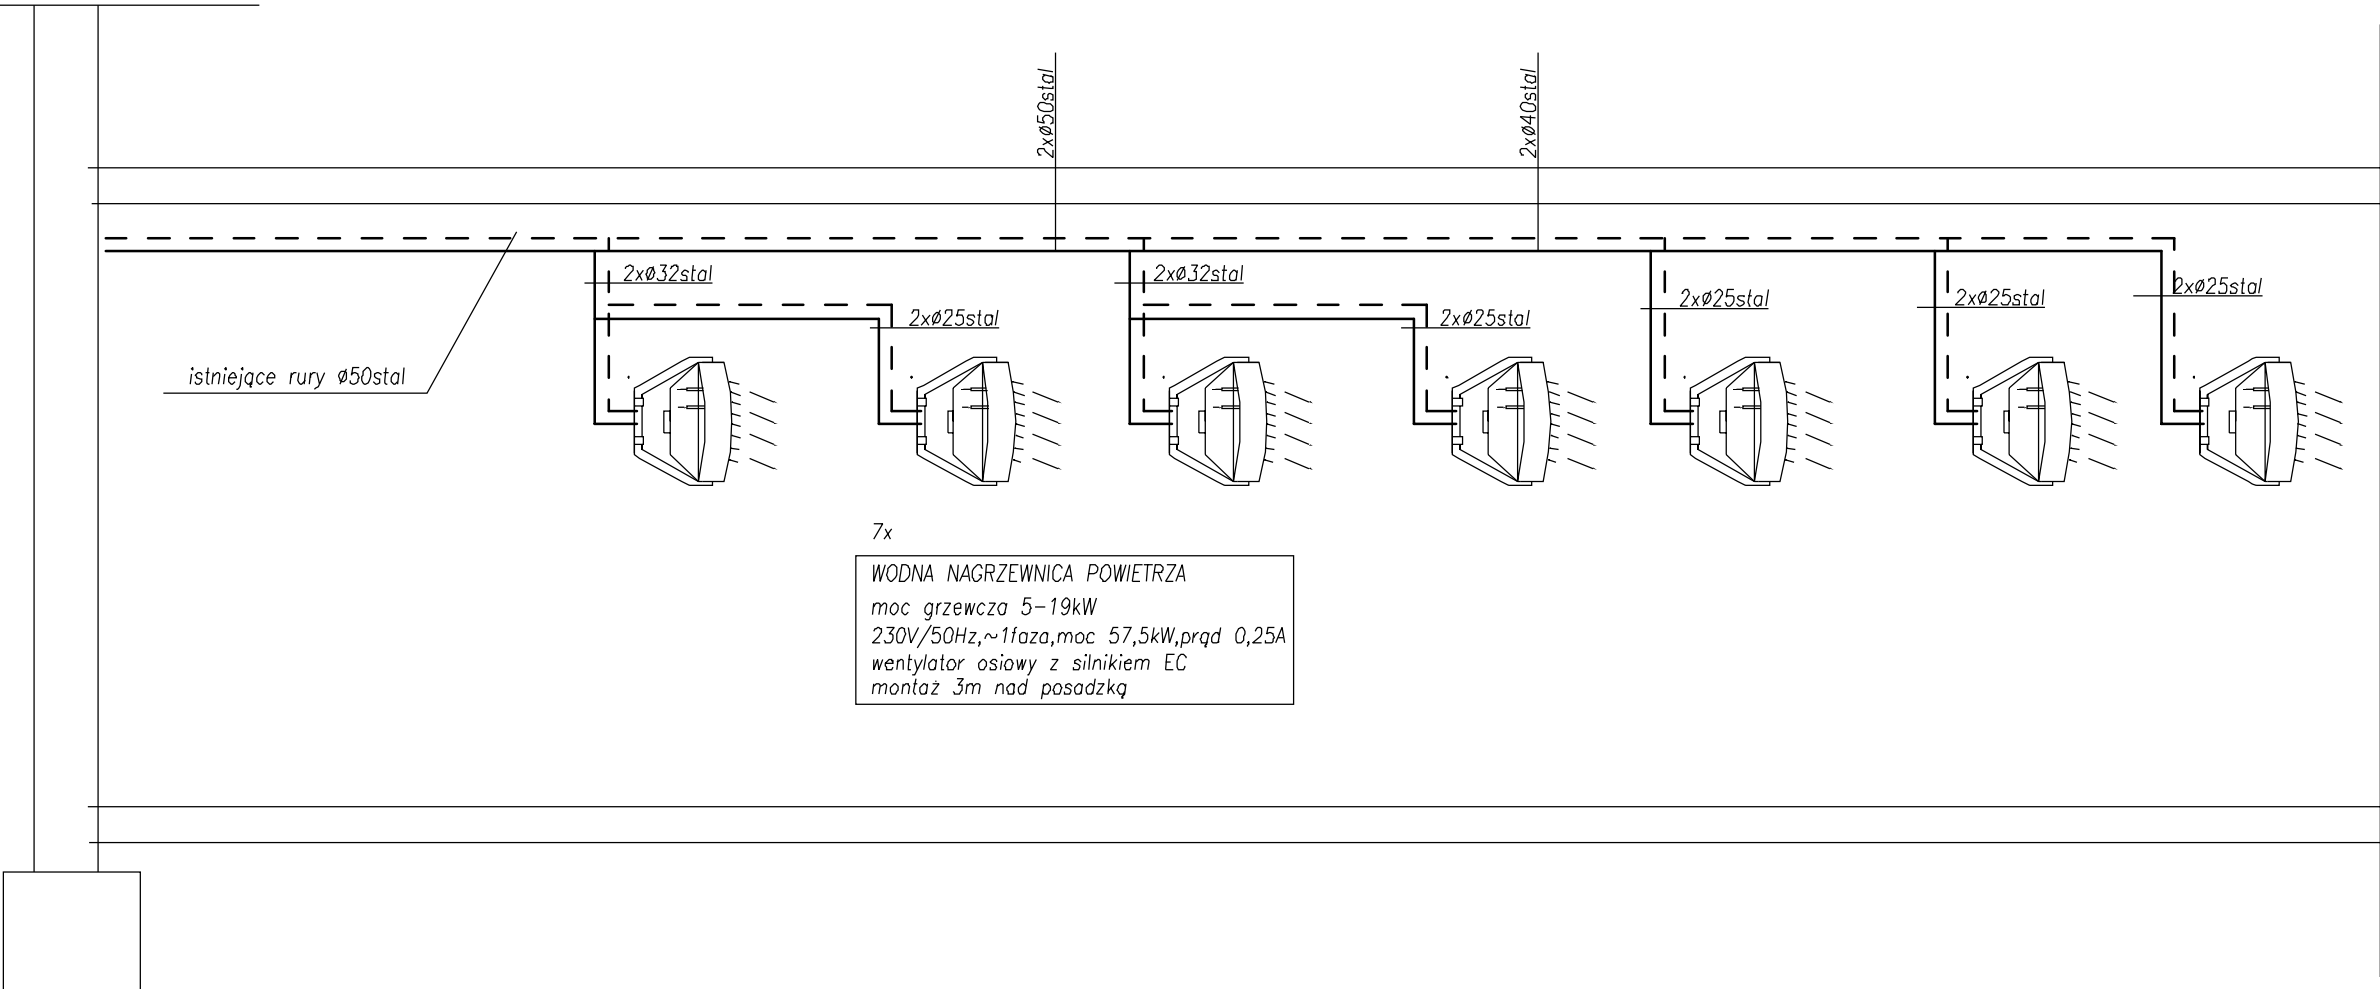 2xø50stal
2xø40stal
2xø32stal
2xø32stal
2xø25stal
2xø25stal
2xø25stal
2xø25stal
2xø25stal
istniejące rury ø50stal
7x
WODNA NAGRZEWNICA POWIETRZA
moc grzewcza 5-19kW
230V/50Hz,~1faza,moc 57,5kW,prąd 0,25A
wentylator osiowy z silnikiem EC
montaż 3m nad posadzką